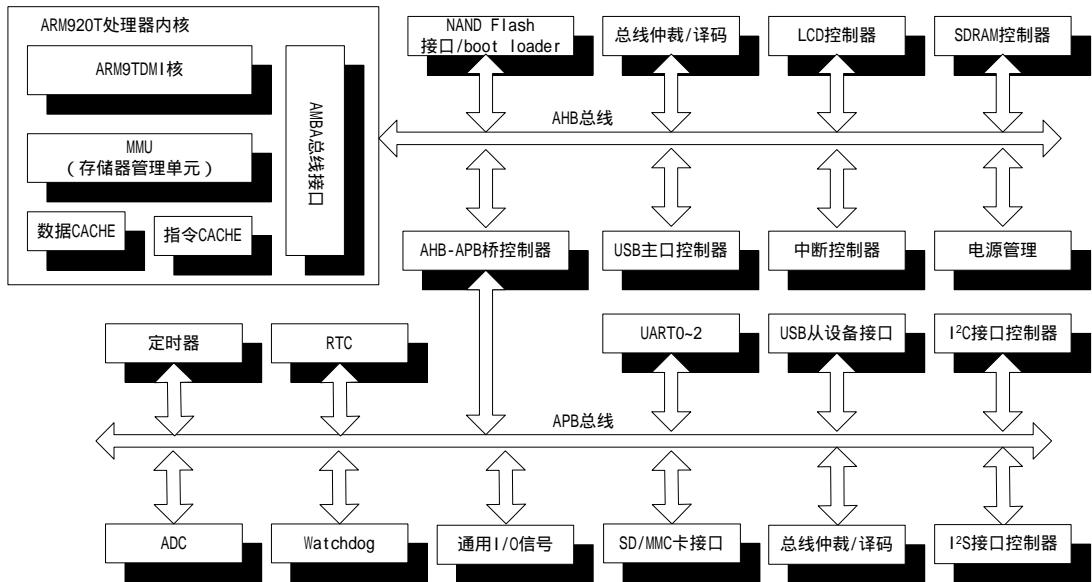 ARM920T处理器内核
ARM9TDMI核
MMU
（存储器管理单元）
数据CACHE
指令CACHE
AMBA总线接口
NAND Flash
接口/boot loader
总线仲裁/译码
LCD控制器
SDRAM控制器
AHB总线
AHB-APB桥控制器
USB主口控制器
中断控制器
电源管理
定时器
RTC
UART0~2
USB从设备接口
I²C接口控制器
APB总线
ADC
Watchdog
通用I/O信号
SD/MMC卡接口
总线仲裁/译码
I²S接口控制器